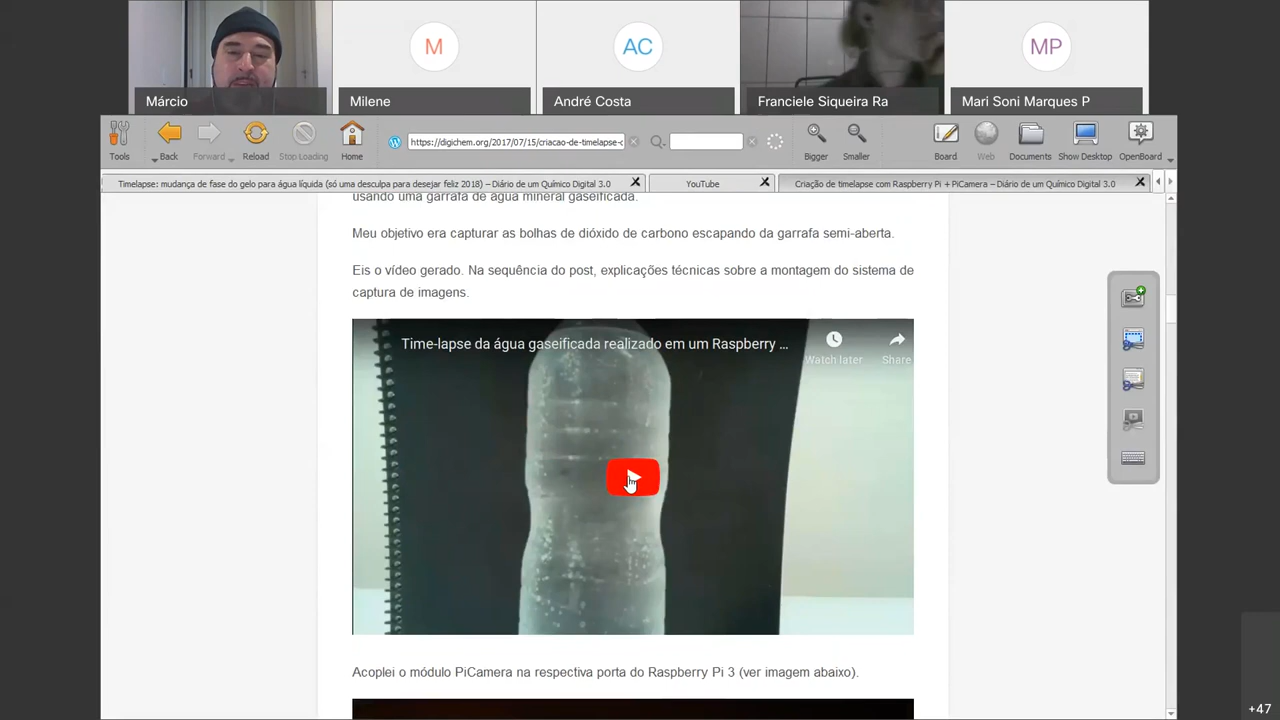 M
AC
MP
Márcio
Milene
André Costa
Franciele Siqueira Ra
Mari Soni Marques P
Tools
Back
Forward
Reload
Stop Loading
Home
https://digichem.org/2017/07/15/criacao-de-timelapse-c
Bigger
Smaller
Board
Web
Documents
Show Desktop
OpenBoard
Timelapse: mudança de fase do gelo para água líquida (só uma desculpa para desejar feliz 2018) – Diário de um Químico Digital 3.0
YouTube
Criação de timelapse com Raspberry Pi + PiCamera – Diário de um Químico Digital 3.0
usando uma garrafa de água mineral gaseificada.
Meu objetivo era capturar as bolhas de dióxido de carbono escapando da garrafa semi-aberta.
Eis o vídeo gerado. Na sequência do post, explicações técnicas sobre a montagem do sistema de
captura de imagens.
Time-lapse da água gaseificada realizado em um Raspberry ...
Watch later
Share
Acoplei o módulo PiCamera na respectiva porta do Raspberry Pi 3 (ver imagem abaixo).
+47